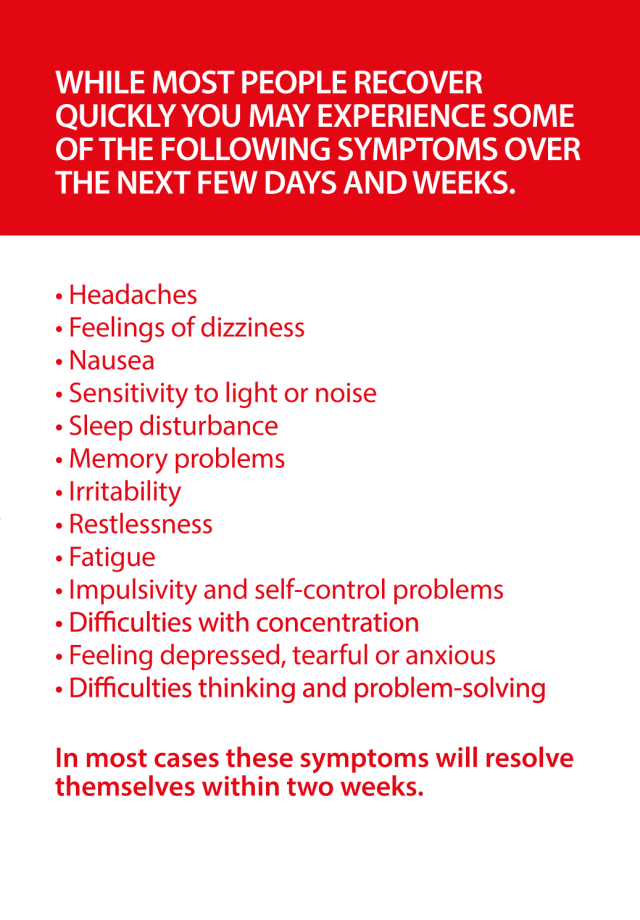 WHILE MOST PEOPLE RECOVER
QUICKLY YOU MAY EXPERIENCE SOME
OF THE FOLLOWING SYMPTOMS OVER
THE NEXT FEW DAYS AND WEEKS.
• Headaches
• Feelings of dizziness
• Nausea
• Sensitivity to light or noise
• Sleep disturbance
• Memory problems
• Irritability
• Restlessness
• Fatigue
• Impulsivity and self-control problems
• Difficulties with concentration
• Feeling depressed, tearful or anxious
• Difficulties thinking and problem-solving
In most cases these symptoms will resolve
themselves within two weeks.